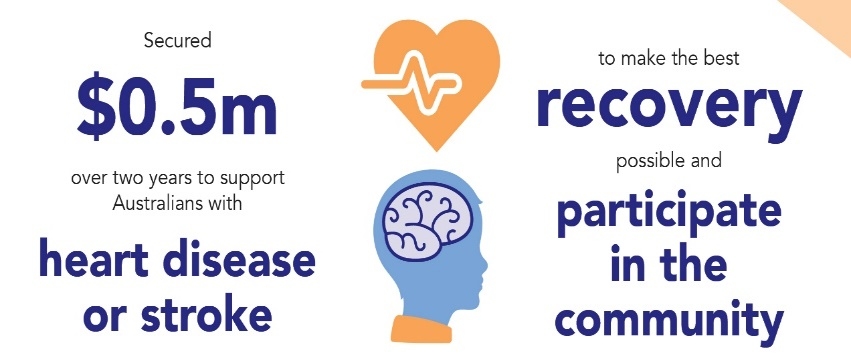 Secured
$0.5m
over two years to support
Australians with
heart disease
or stroke
to make the best
recovery
possible and
participate
in the
community